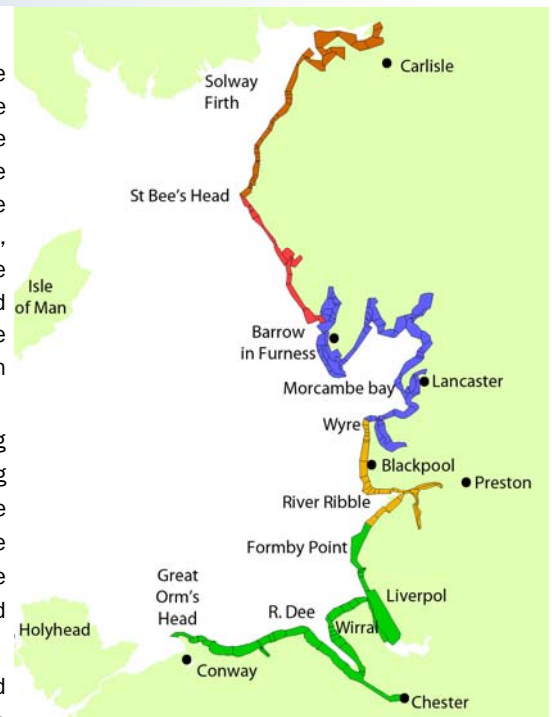 Carlisle
Solway
Firth
St Bee's Head
Isle
of Man
Barrow
in Furness
Morcambe bay
Lancaster
Wyre
Blackpool
Preston
River Ribble
Formby Point
Great
Orm's
Head
R. Dee
Liverpol
Wirral
Holyhead
Conway
Chester